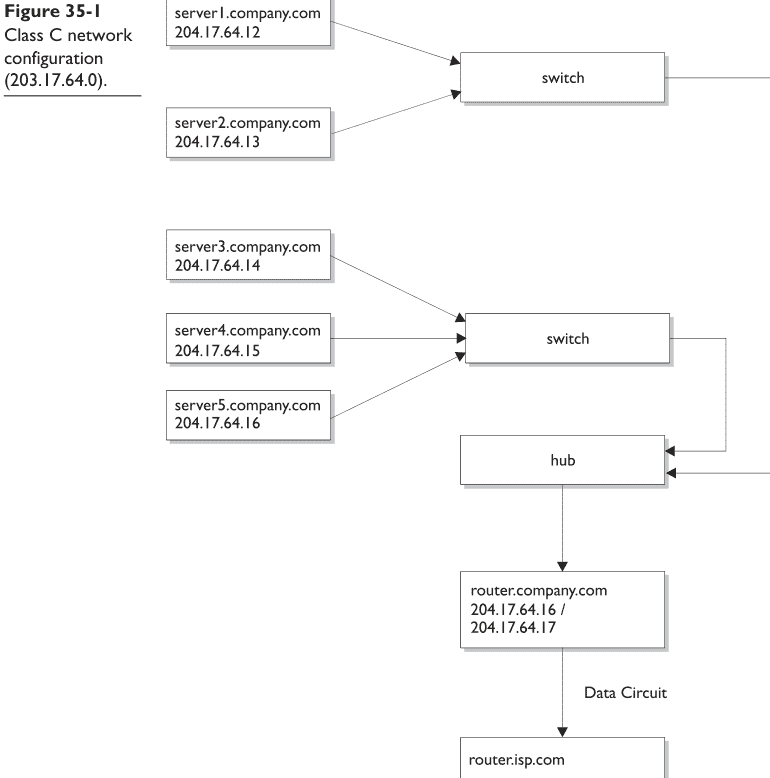 Figure 35-1
Class C network
configuration
(203.17.64.0).
server1.company.com
204.17.64.12
switch
server2.company.com
204.17.64.13
server3.company.com
204.17.64.14
server4.company.com
204.17.64.15
switch
server5.company.com
204.17.64.16
hub
router.company.com
204.17.64.16 /
204.17.64.17
Data Circuit
router.isp.com